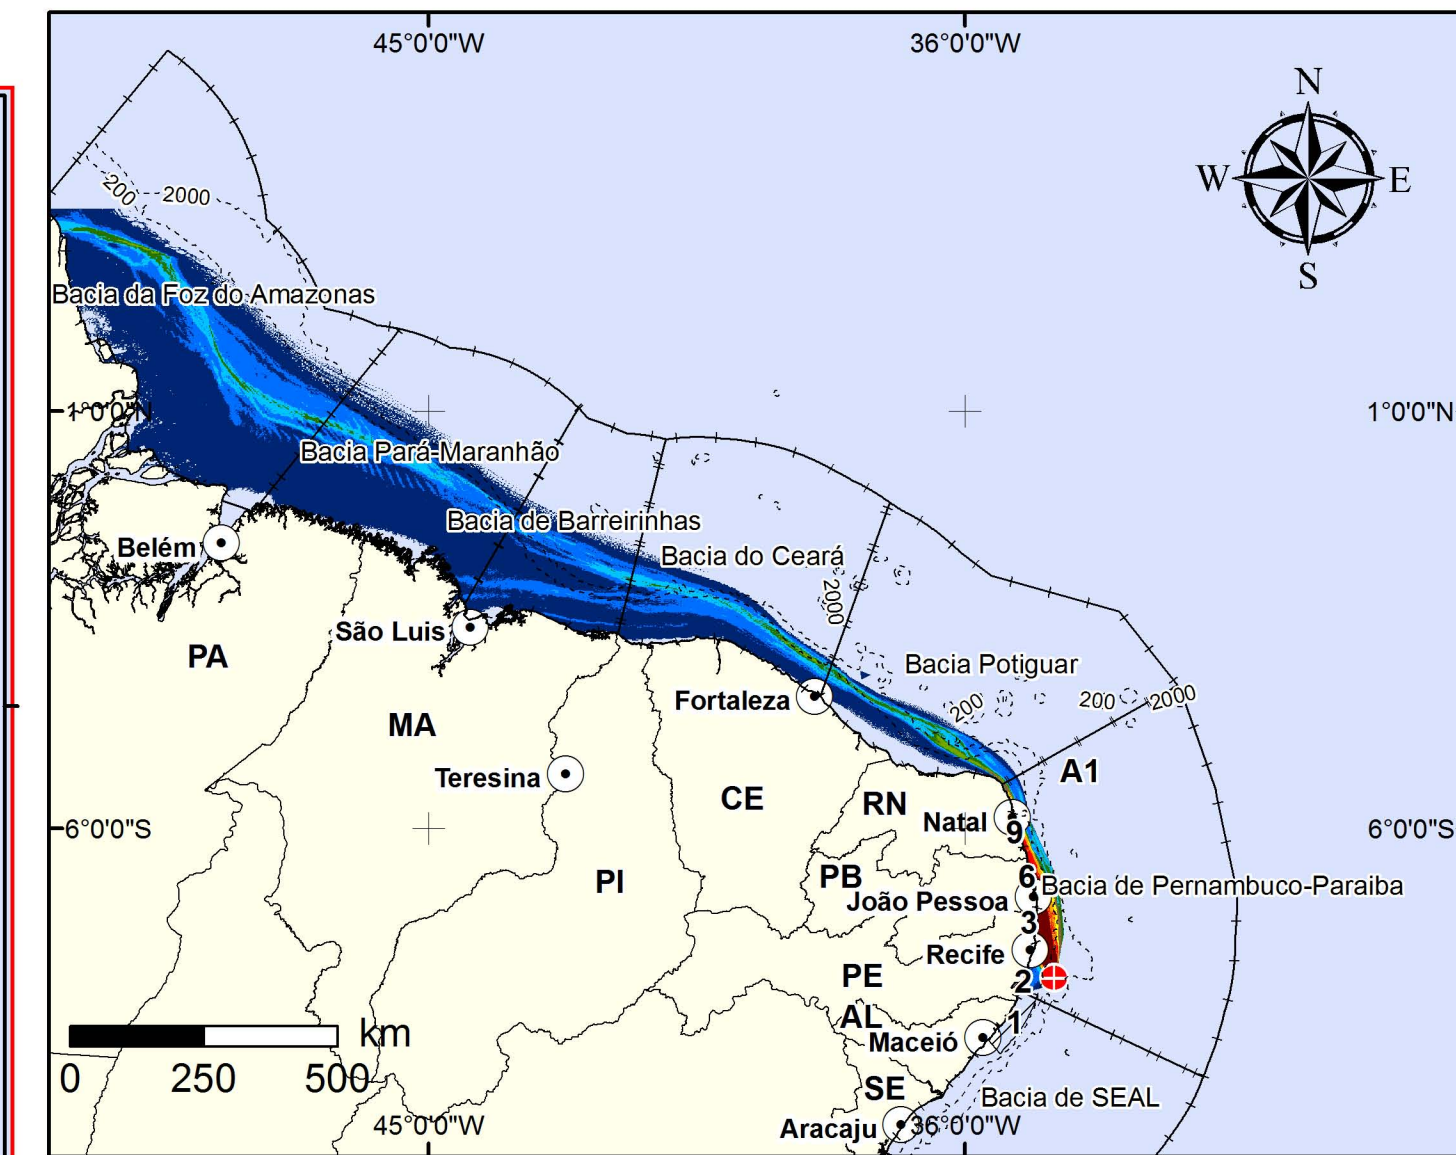 45°0'0"W
36°0'0"W
N
W
E
S
200
2000
Bacia da Foz do Amazonas
1°0'0"N
1°0'0"N
Bacia Pará-Maranhão
Bacia de Barreirinhas
Belém
Bacia do Ceará
2000
São Luis
PA
Bacia Potiguar
Fortaleza
200
200
2000
MA
A1
Teresina
CE
RN
Natal
9
6°0'0"S
6°0'0"S
PI
PB
6
Bacia de Pernambuco-Paraiba
João Pessoa
3
Recife
PE
2
AL
1
Maceió
km
0
250
500
SE
Bacia de SEAL
45°0'0"W
Aracaju
36°0'0"W